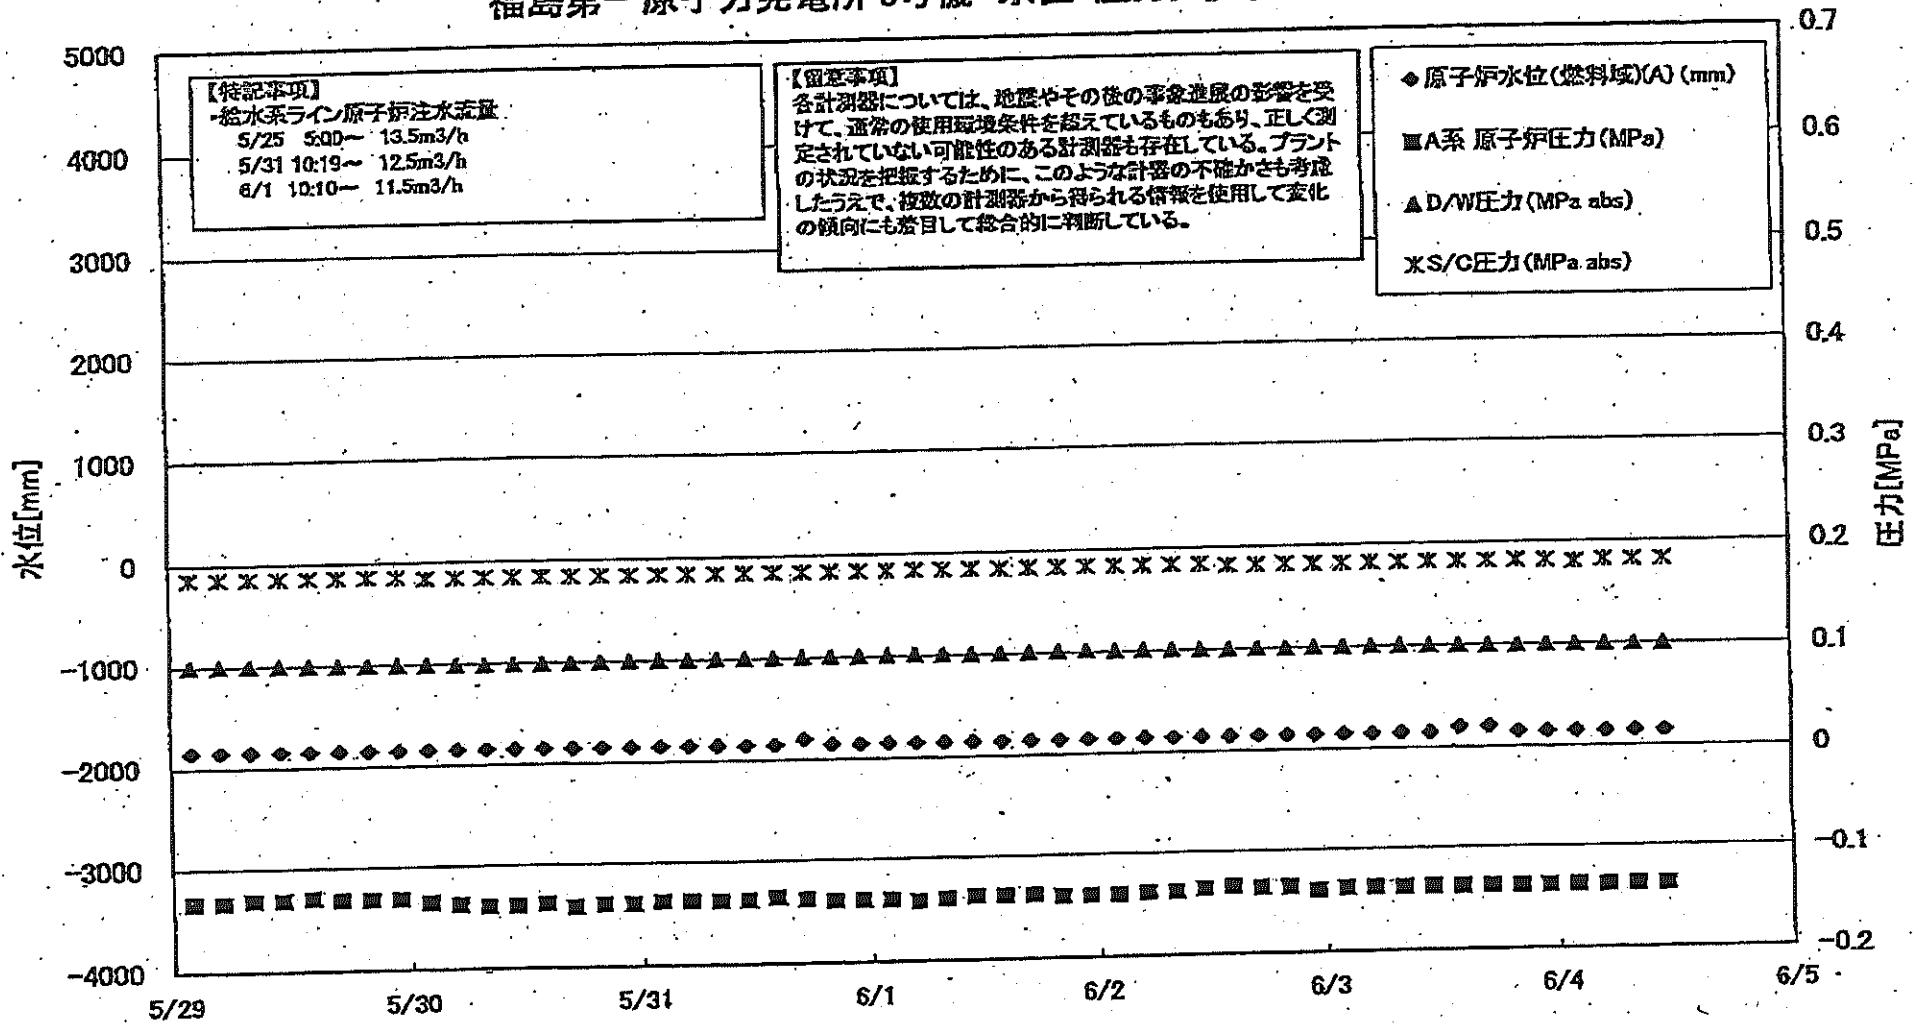 福島第一原子力発電所
5000
4000
3000
2000
1000
0
-1000
-2000
-3000
-4000
水位[mm]
【特記事項】
・給水系ライン原子炉注水流量
5/25 5:00～ 13.5m3/h
5/31 10:19～ 12.5m3/h
6/1 10:10～ 11.5m3/h
【留意事項】
各計測器については、地震やその後の事象進展の影響を受
けて、通常の使用環境条件を超えているものもあり、正しく測
定されていない可能性のある計測器も存在している。プラント
の状況を把握するために、このような計器の不確かさも考慮
したうえで、複数の計測器から得られる情報を使用して変化
の傾向にも着目して総合的に判断している。
原子炉水位(燃料域)(A)(mm)
A系 原子炉圧力(MPa)
D/W圧力(MPa abs)
S/C圧力(MPa abs)
0.7
0.6
0.5
0.4
0.3
0.2
0.1
0
-0.1
-0.2
圧力[MPa]
5/29
5/30
5/31
6/1
6/2
6/3
6/4
6/5